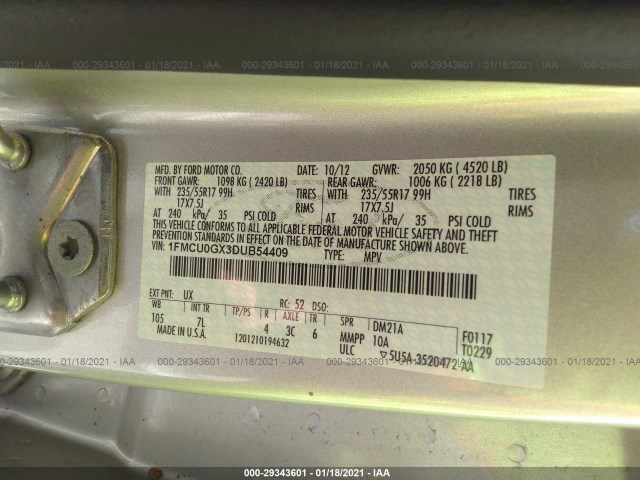 000-29343601 - 01/18/2021 - IAA
MFD. BY FORD MOTOR CO. DATE: 10/12 GVWR: 2050 KG ( 4520 LB)
FRONT GAWR: 1098 KG ( 2420 LB) REAR GAWR: 1006 KG ( 2218 LB)
WITH 235/55R17 99H TIRES WITH 235/55R17 99H TIRES
17X7.5J RIMS 17X7.5J RIMS
AT 240 kPa/ 35 PSI COLD AT 240 kPa/ 35 PSI COLD
THIS VEHICLE CONFORMS TO ALL APPLICABLE FEDERAL MOTOR VEHICLE SAFETY AND THEFT
PREVENTION STANDARDS IN EFFECT ON THE DATE OF MANUFACTURE SHOWN ABOVE.
VIN: 1FMCU0GX3DUB54409 TYPE: MPV
EXT PNT: UX RC: 52 DSO:
WB INT TR TP/PS R AXLE TR SPR DM21A F0117
105 7L 4 3C 6 MMPP 10A T0229
MADE IN U.S.A. 1201210194632 ULC ▽5U5A-3520472-AA
000-29343601 - 01/18/2021 - IAA